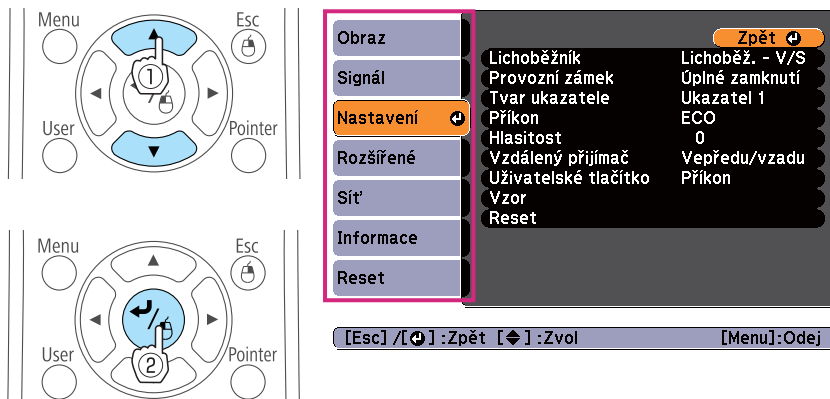 Menu
Esc
1
User
Pointer
Menu
Esc
User
2
Pointer
Obraz
Signál
Nastavení
Rozšířené
Síť
Informace
Reset
Zpět
Lichoběžník Lichoběž. - V/S
Provozní zámek Úplné zamknutí
Tvar ukazatele Ukazatel 1
Příkon ECO
Hlasitost 0
Vzdálený přijímač Vepředu/vzadu
Uživatelské tlačítko Příkon
Vzor
Reset
[Esc] /[ ] :Zpět [ ] :Zvol [Menu]:Odej